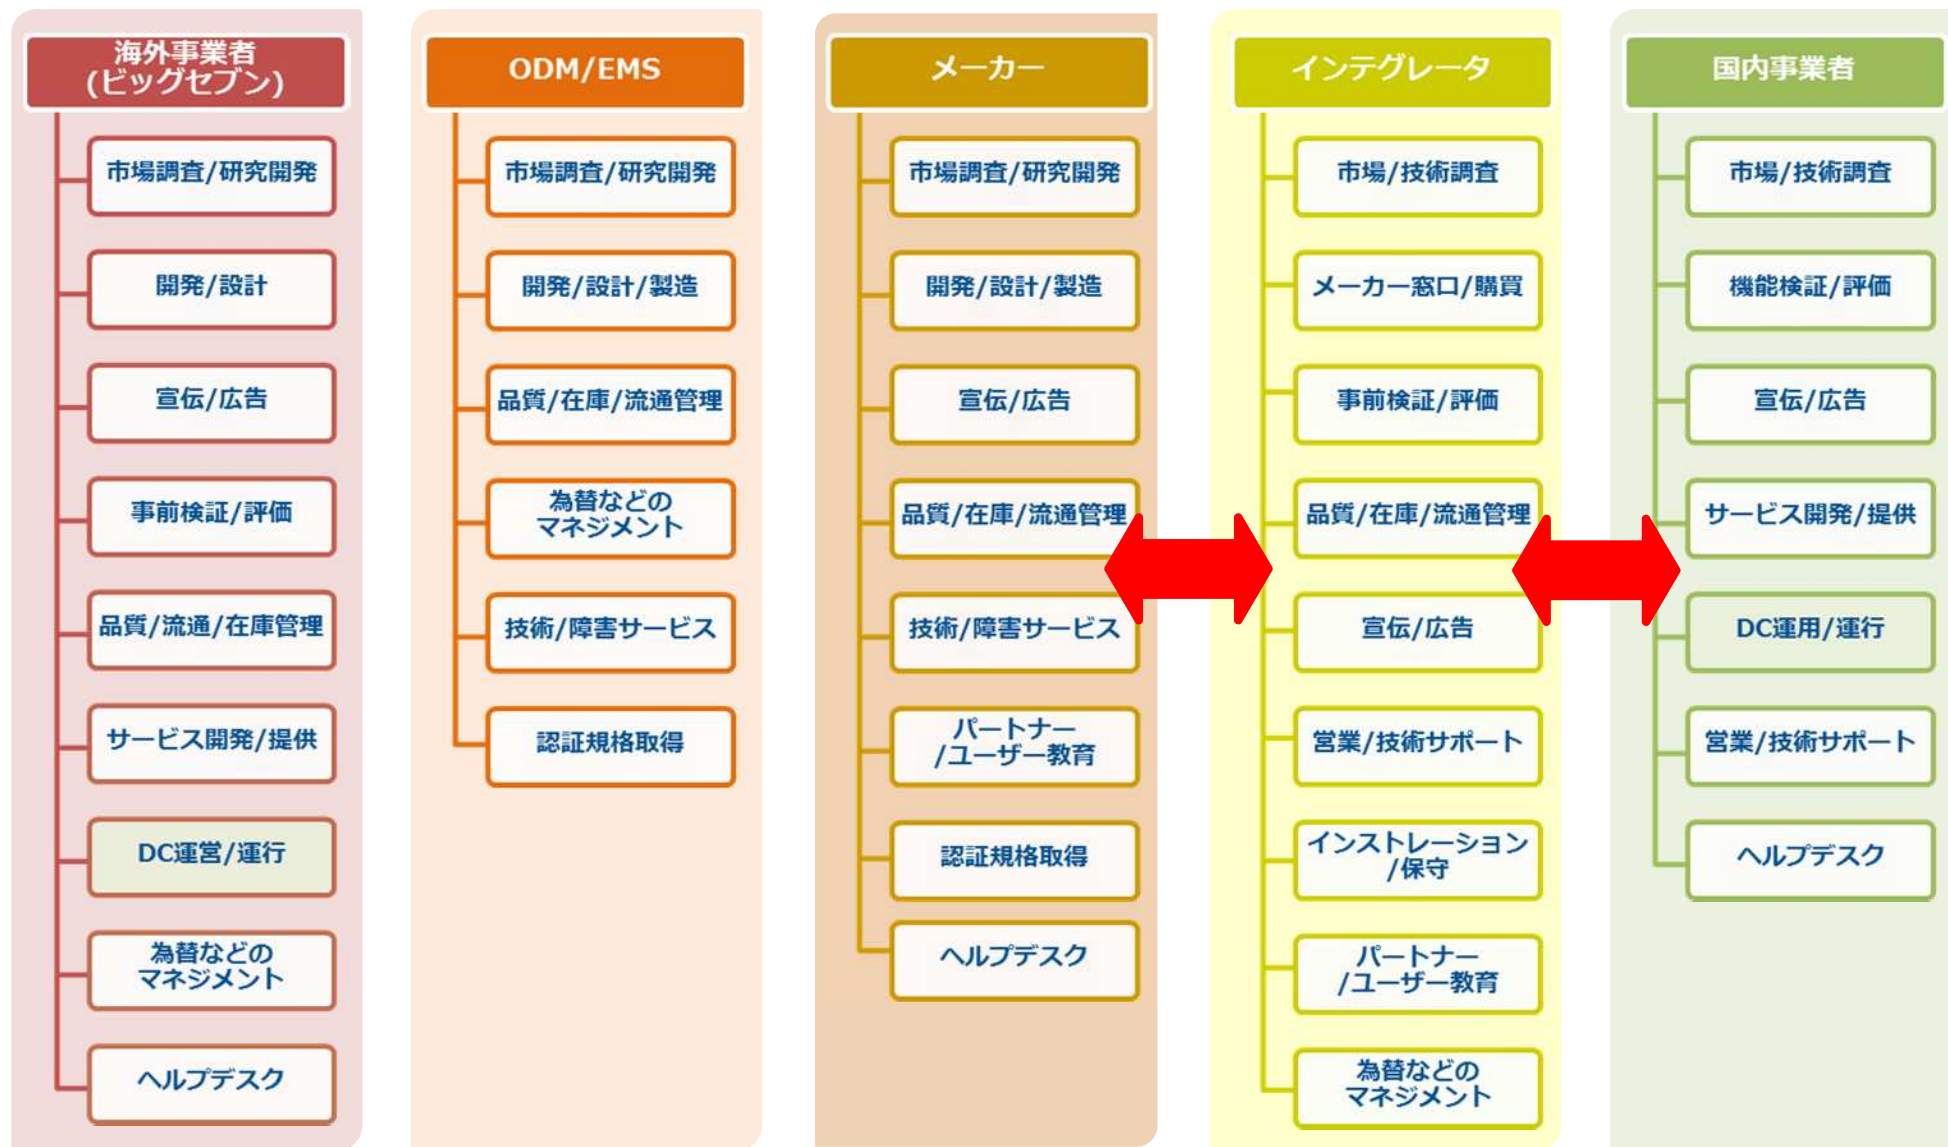 海外事業者
(ビッグセブン)
市場調査/研究開発
開発/設計
宣伝/広告
事前検証/評価
品質/流通/在庫管理
サービス開発/提供
DC運営/運行
為替などの
マネジメント
ヘルプデスク
ODM/EMS
市場調査/研究開発
開発/設計/製造
品質/在庫/流通管理
為替などの
マネジメント
技術/障害サービス
認証規格取得
メーカー
市場調査/研究開発
開発/設計/製造
宣伝/広告
品質/在庫/流通管理
技術/障害サービス
パートナー
/ユーザー教育
認証規格取得
ヘルプデスク
インテグレータ
市場/技術調査
メーカー窓口/購買
事前検証/評価
品質/在庫/流通管理
宣伝/広告
営業/技術サポート
インストレーション
/保守
パートナー
/ユーザー教育
為替などの
マネジメント
国内事業者
市場/技術調査
機能検証/評価
宣伝/広告
サービス開発/提供
DC運用/運行
営業/技術サポート
ヘルプデスク